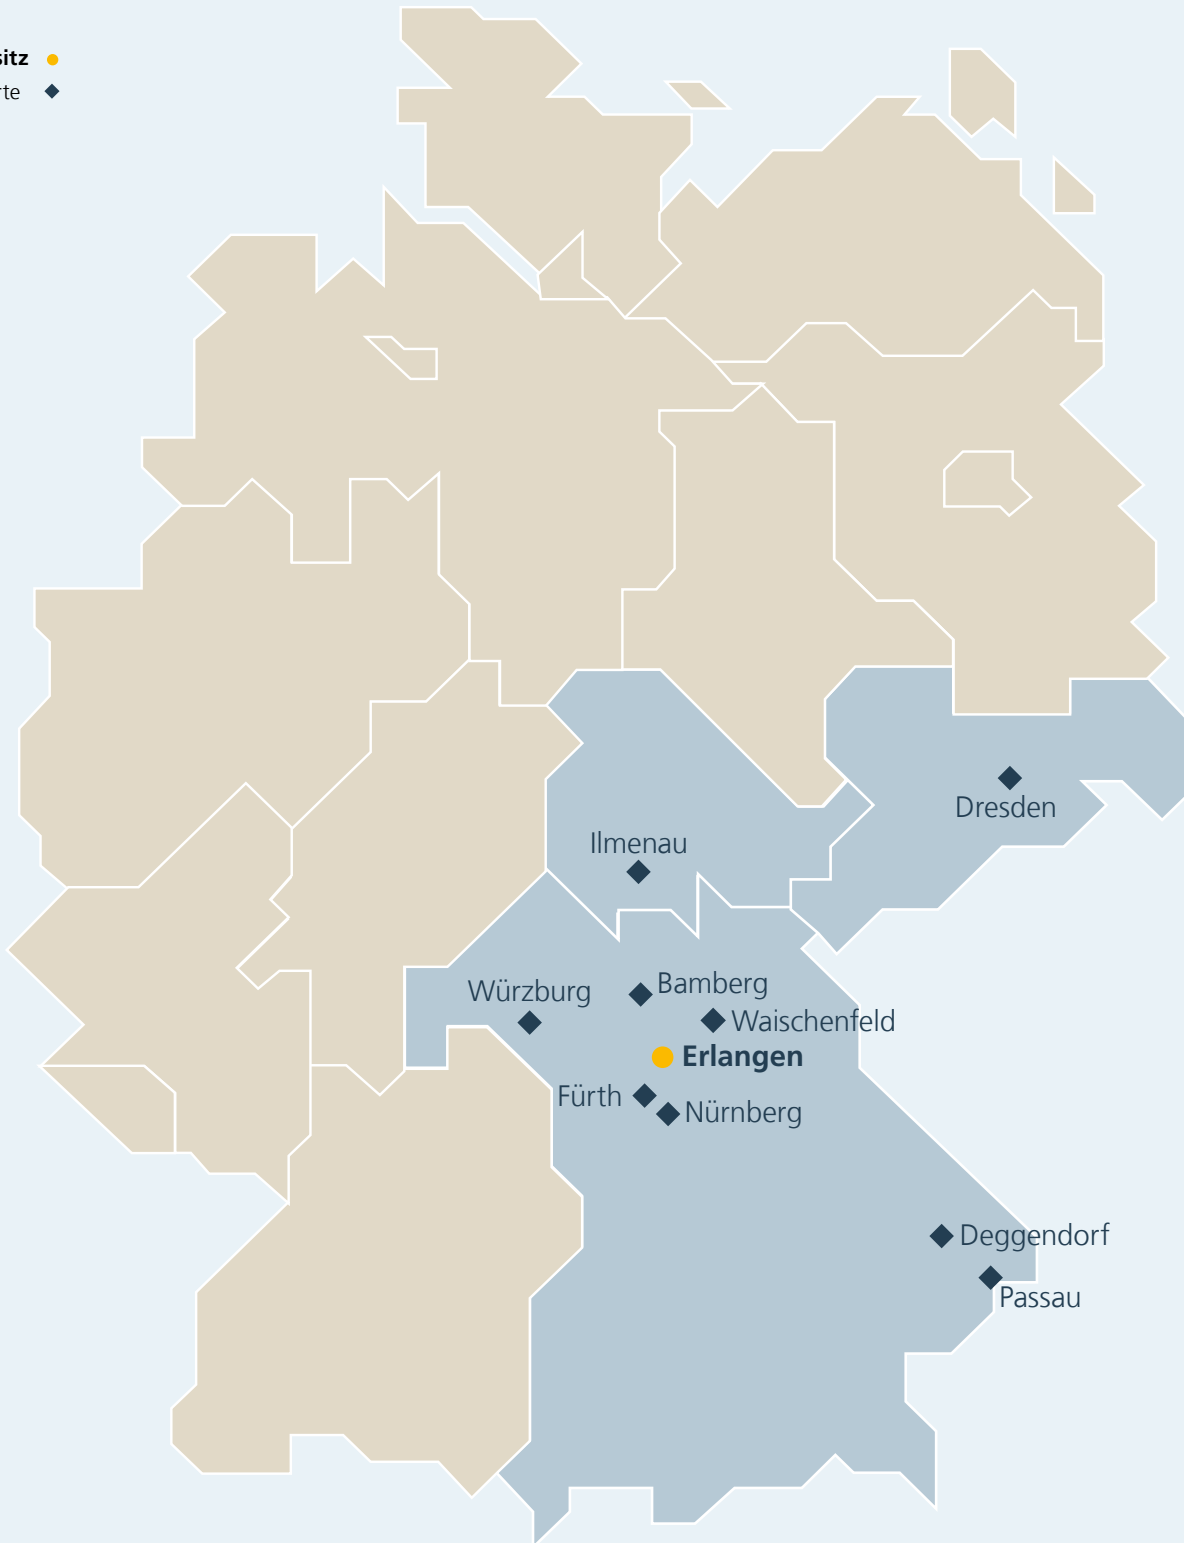 sitz
rte
Dresden
Ilmenau
Bamberg
Würzburg
Waischenfeld
Erlangen
Fürth
Nürnberg
Deggendorf
Passau